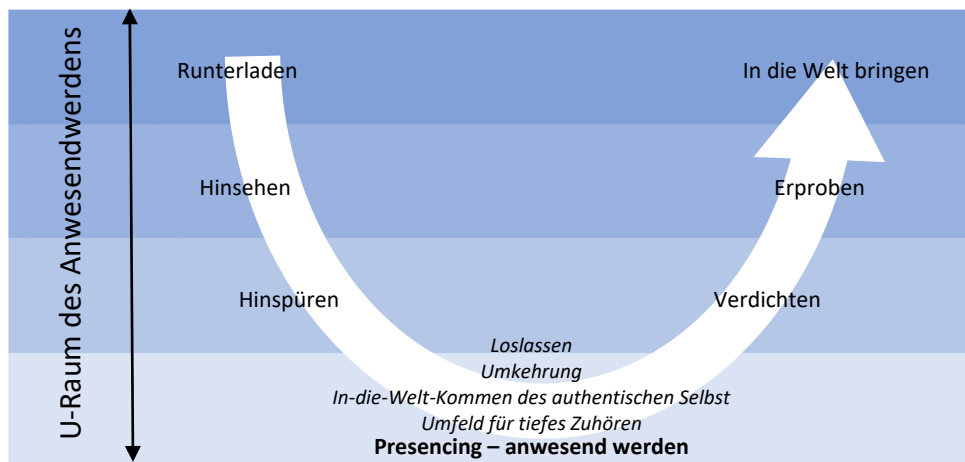 U-Raum des Anwesendwerdens
Runterladen
In die Welt bringen
Hinsehen
Erproben
Hinspüren
Verdichten
Loslassen
Umkehrung
In-die-Welt-Kommen des authentischen Selbst
Umfeld für tiefes Zuhören
Presencing – anwesend werden